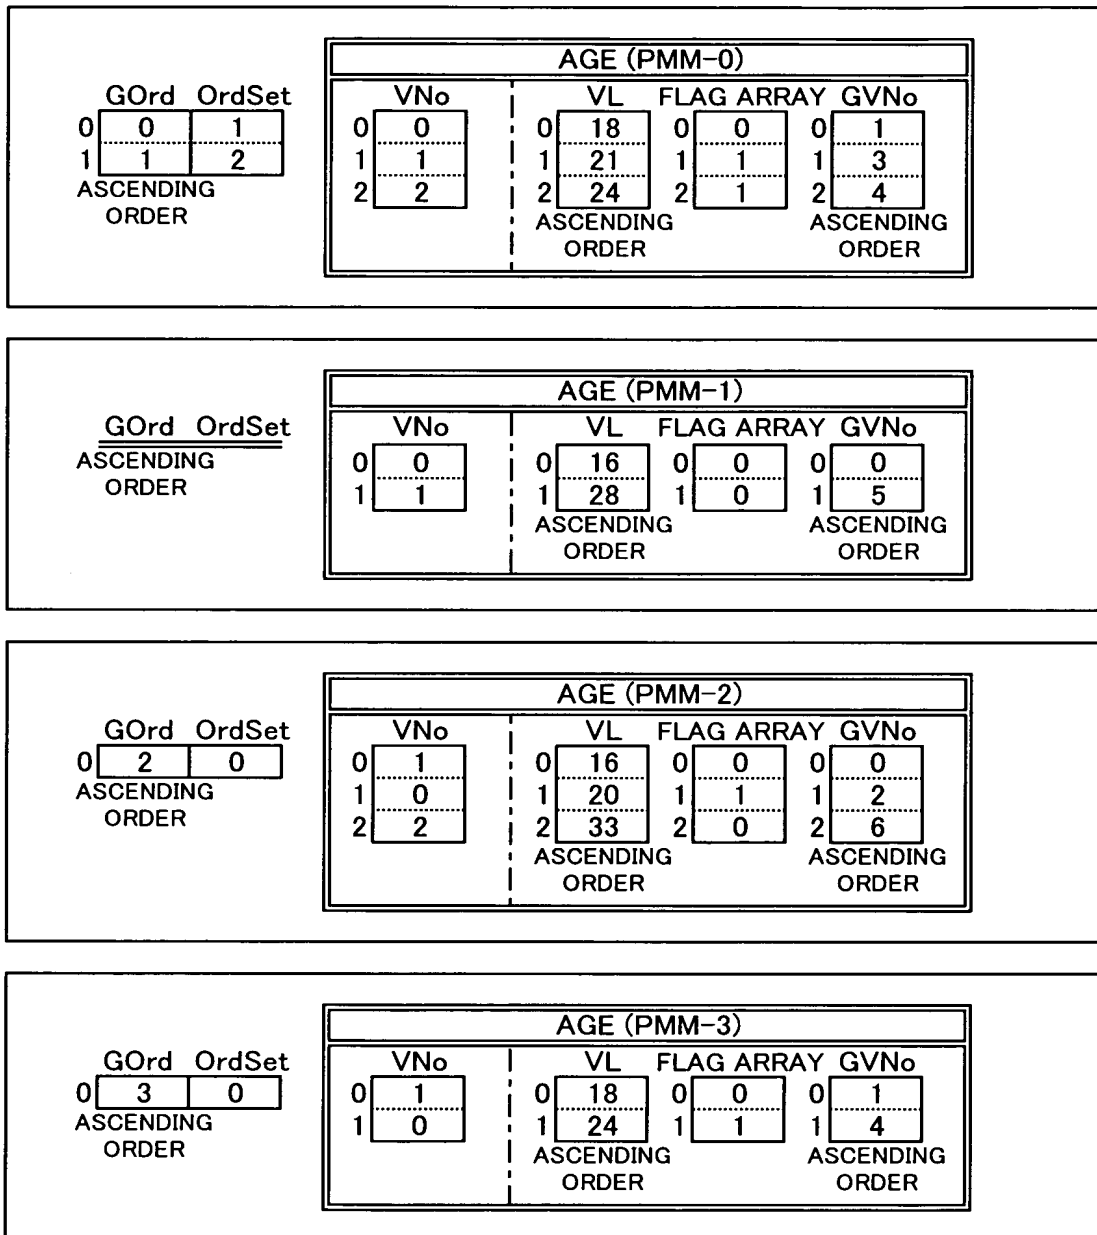 AGE (PMM-0)
GOrd OrdSet VNo VL FLAG ARRAY GVNo
0 0 1 0 0 0 18 0 0 0 1
1 1 2 1 1 1 21 1 1 1 3
ASCENDING ORDER 2 2 2 24 2 1 2 4
ASCENDING ORDER ASCENDING ORDER
AGE (PMM-1)
GOrd OrdSet VNo VL FLAG ARRAY GVNo
ASCENDING ORDER 0 0 0 16 0 0 0 0
1 1 1 28 1 0 1 5
ASCENDING ORDER ASCENDING ORDER
AGE (PMM-2)
GOrd OrdSet VNo VL FLAG ARRAY GVNo
0 2 0 0 1 0 16 0 0 0 0
ASCENDING ORDER 1 0 1 20 1 1 1 2
2 2 2 33 2 0 2 6
ASCENDING ORDER ASCENDING ORDER
AGE (PMM-3)
GOrd OrdSet VNo VL FLAG ARRAY GVNo
0 3 0 0 1 0 18 0 0 0 1
ASCENDING ORDER 1 0 1 24 1 1 1 4
ASCENDING ORDER ASCENDING ORDER